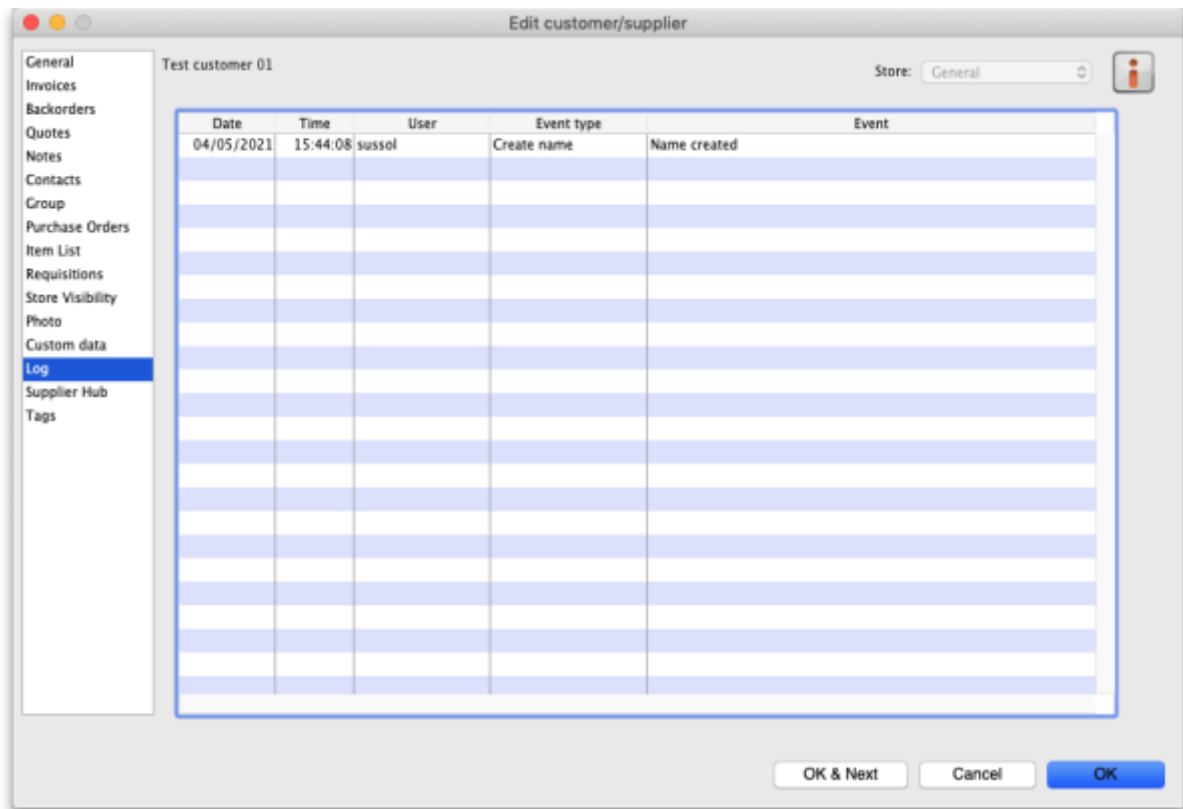 Edit customer/supplier
General
Invoices
Backorders
Quotes
Notes
Contacts
Group
Purchase Orders
Item List
Requisitions
Store Visibility
Photo
Custom data
Log
Supplier Hub
Tags
Test customer 01
Store: General
Date Time User Event type Event
04/05/2021 15:44:08 sussol Create name Name created
OK & Next Cancel OK